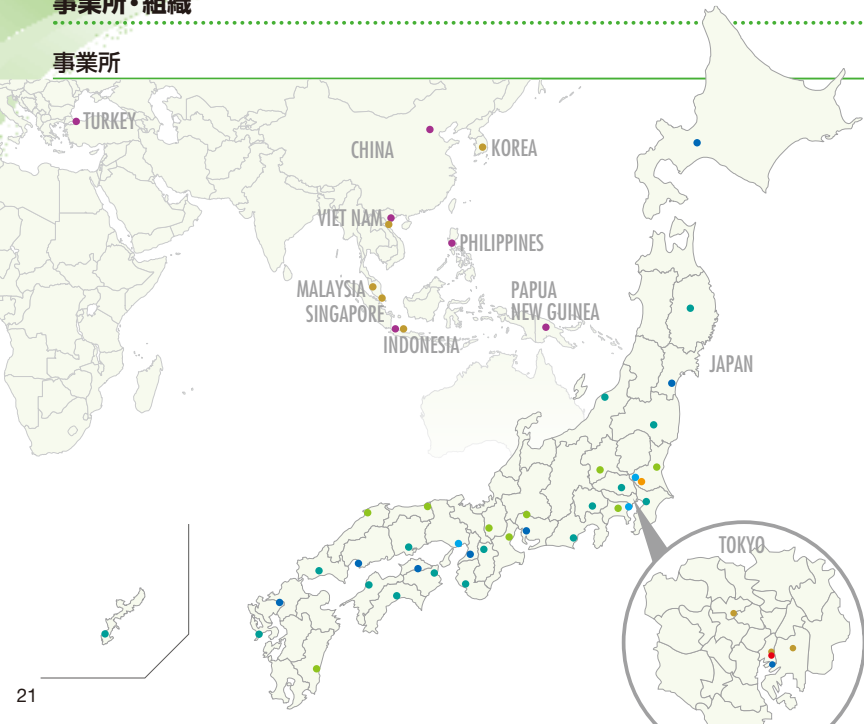 事業所・組織
事業所
TURKEY
CHINA
KOREA
VIET NAM
PHILIPPINES
MALAYSIA
SINGAPORE
INDONESIA
PAPUA
NEW GUINEA
JAPAN
TOKYO
21